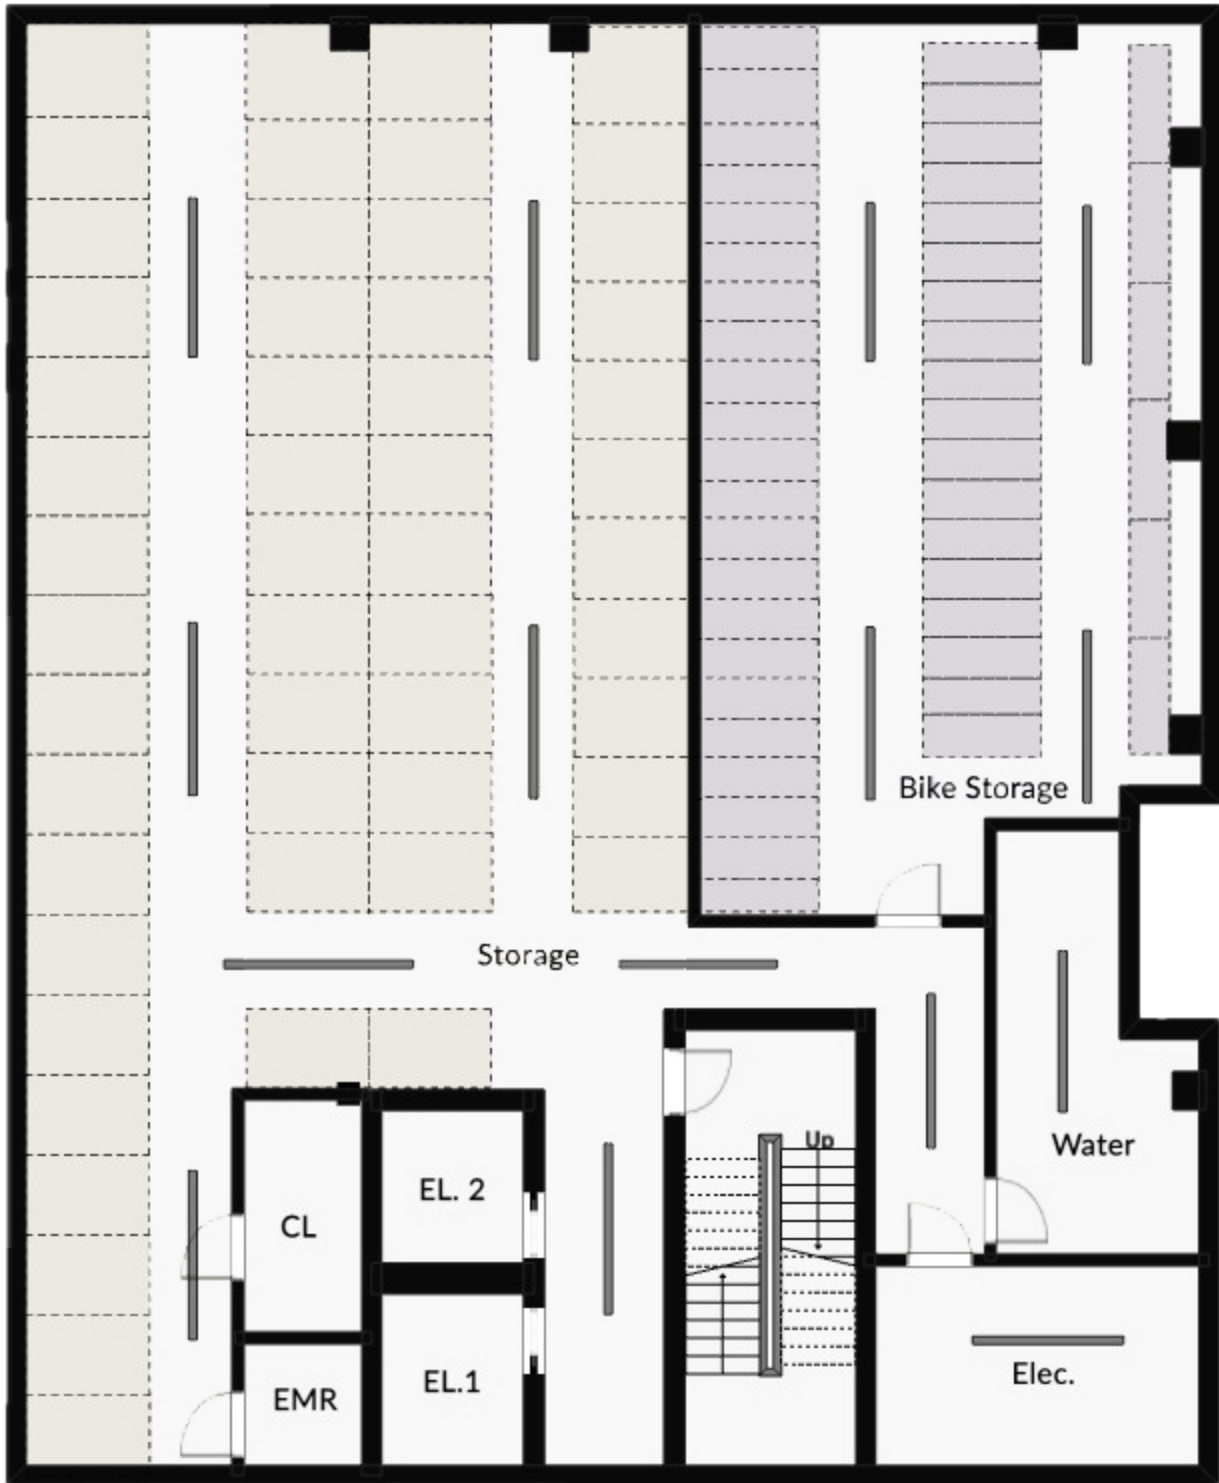 Bike Storage
Storage
Up
Water
EL. 2
CL
Elec.
EL.1
EMR